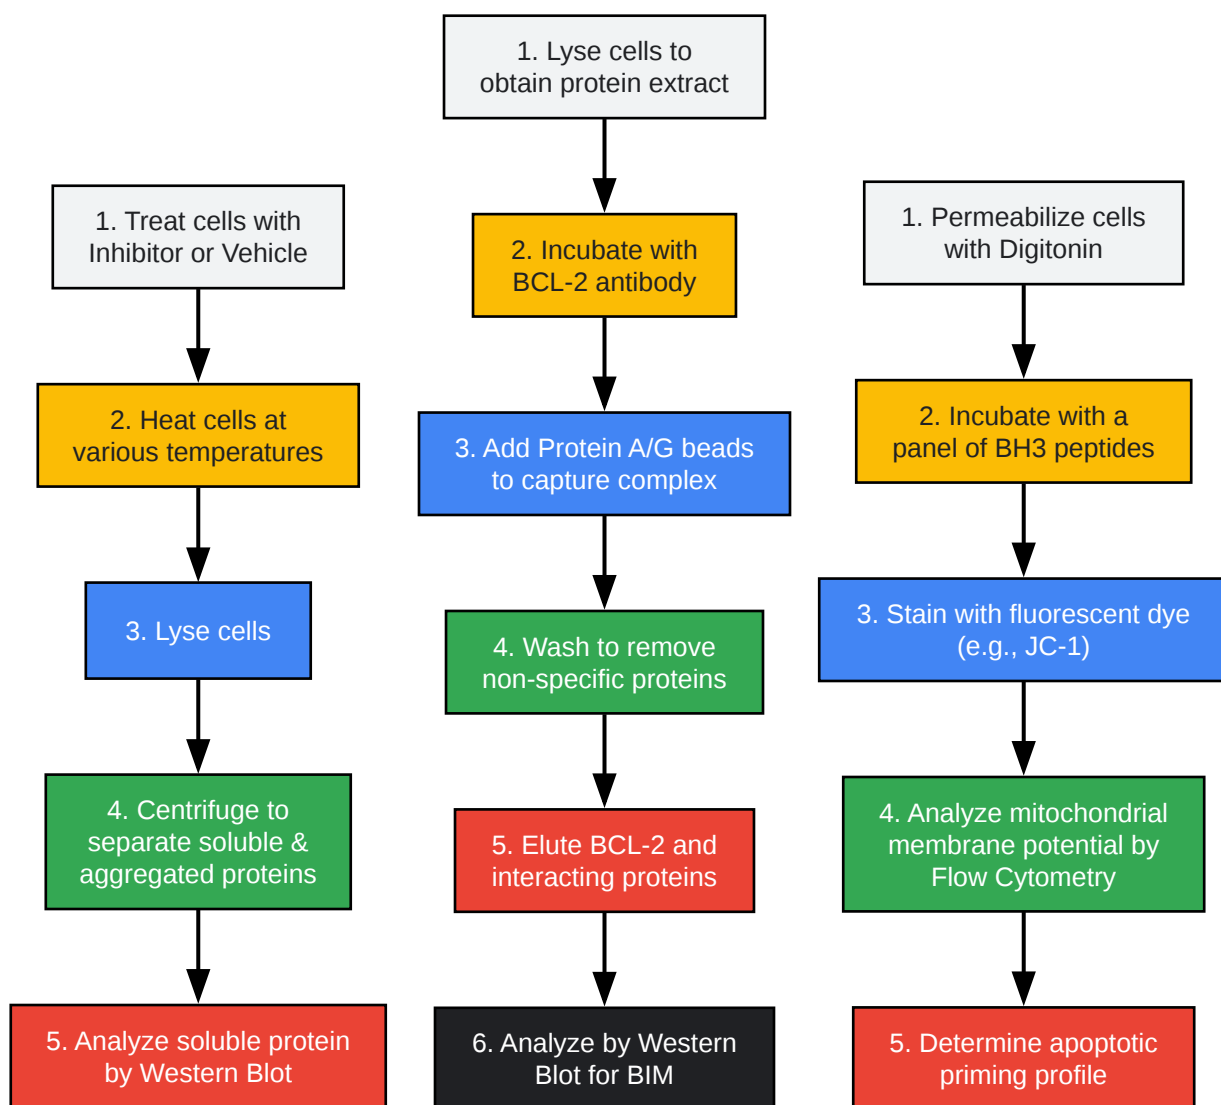 1. Treat cells with
Inhibitor or Vehicle
2. Heat cells at
various temperatures
3. Lyse cells
4. Centrifuge to
separate soluble &
aggregated proteins
5. Analyze soluble protein
by Western Blot
1. Lyse cells to
obtain protein extract
2. Incubate with
BCL-2 antibody
3. Add Protein A/G beads
to capture complex
4. Wash to remove
non-specific proteins
5. Elute BCL-2 and
interacting proteins
6. Analyze by Western
Blot for BIM
1. Permeabilize cells
with Digitonin
2. Incubate with a
panel of BH3 peptides
3. Stain with fluorescent dye
(e.g., JC-1)
4. Analyze mitochondrial
membrane potential by
Flow Cytometry
5. Determine apoptotic
priming profile